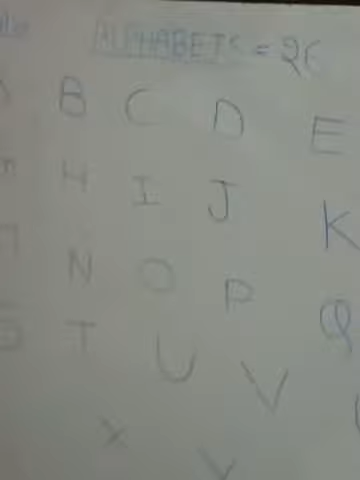 ALPHABETS = 26
A B C D E
H I J K
M N O P Q
S T U V
X Y